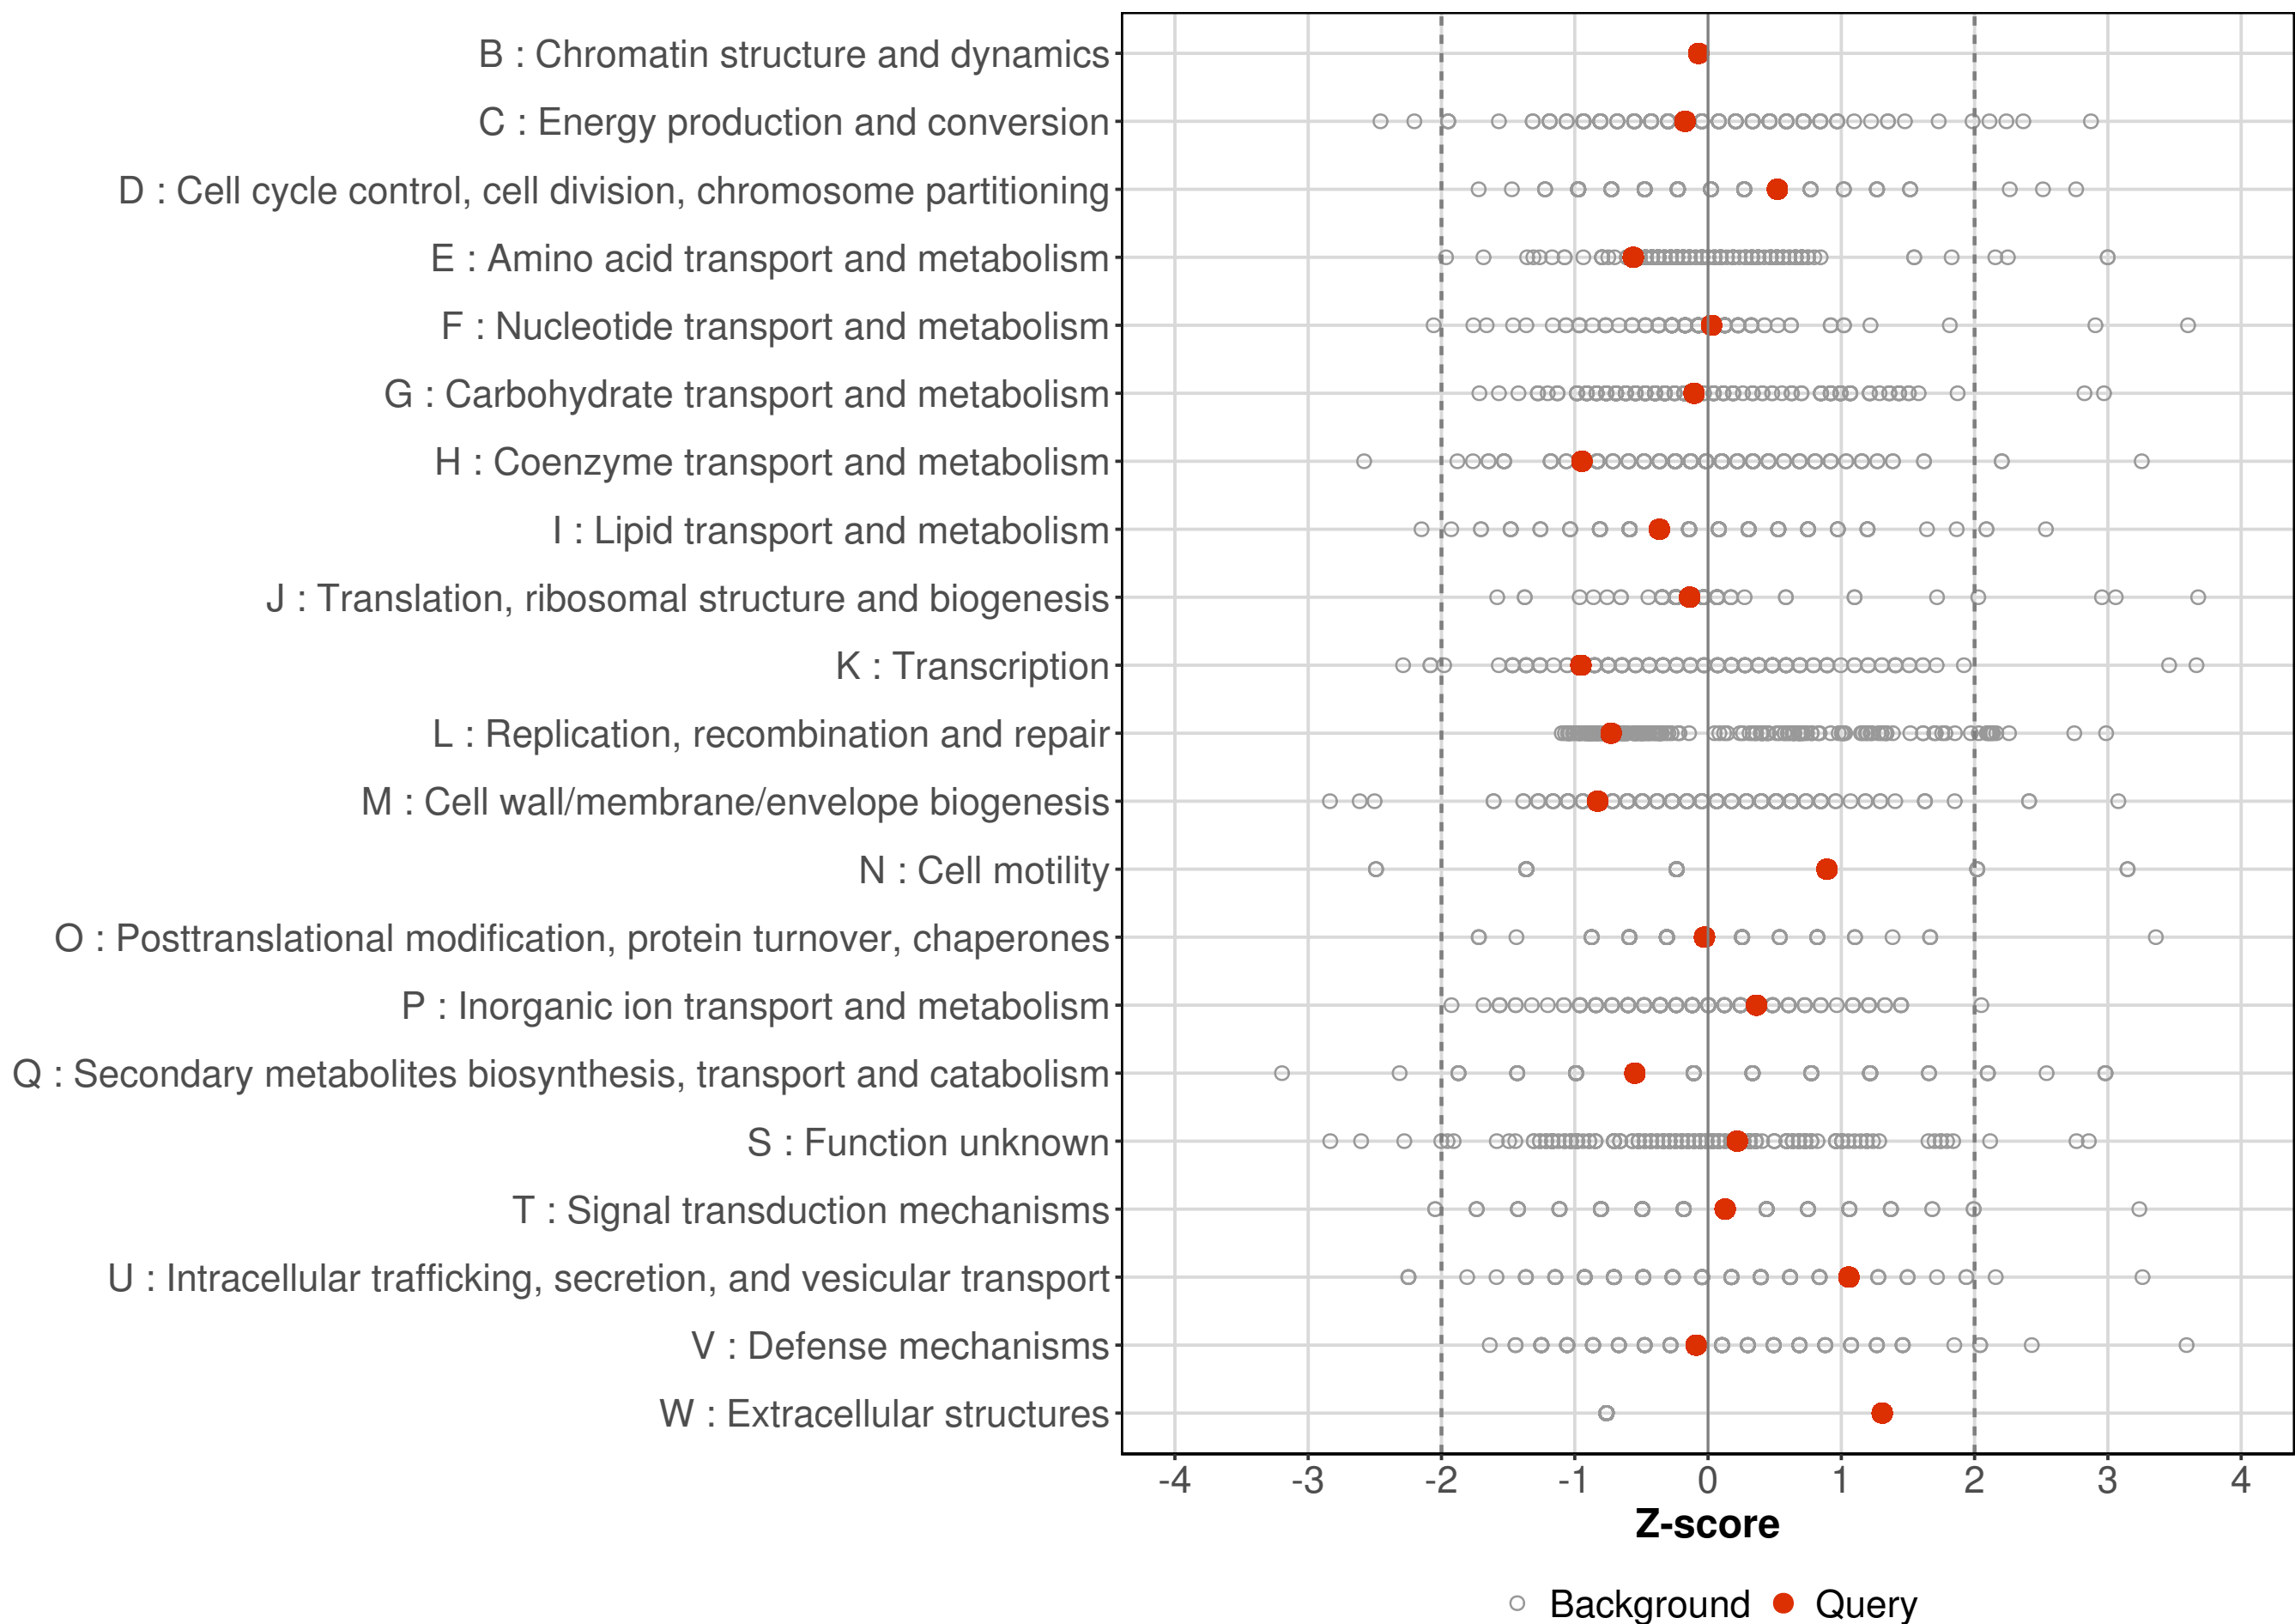 B : Chromatin structure and dynamics
C : Energy production and conversion
D : Cell cycle control, cell division, chromosome partitioning
E : Amino acid transport and metabolism
F : Nucleotide transport and metabolism
G : Carbohydrate transport and metabolism
H : Coenzyme transport and metabolism
I : Lipid transport and metabolism
J : Translation, ribosomal structure and biogenesis
K : Transcription
L : Replication, recombination and repair
M : Cell wall/membrane/envelope biogenesis
N : Cell motility
O : Posttranslational modification, protein turnover, chaperones
P : Inorganic ion transport and metabolism
Q : Secondary metabolites biosynthesis, transport and catabolism
S : Function unknown
T : Signal transduction mechanisms
U : Intracellular trafficking, secretion, and vesicular transport
V : Defense mechanisms
W : Extracellular structures
-4 -3 -2 -1 0 1 2 3 4
Z-score
Background Query